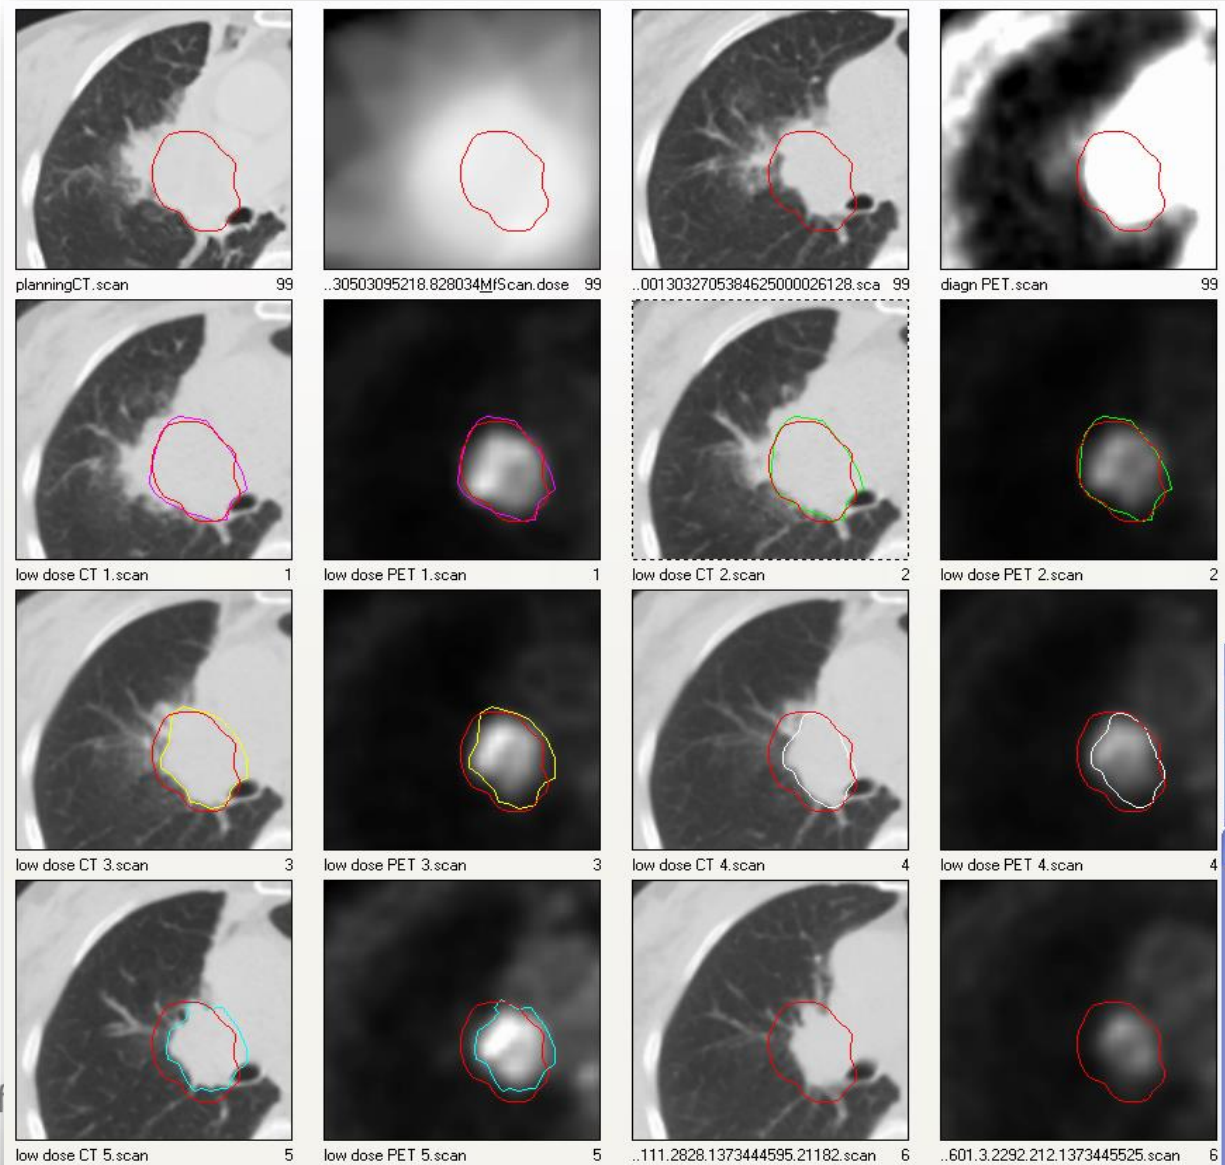 planningCT.scan 99
..30503095218.828034MfScan.dose 99
..00130327053846250000​26128.sca 99
diagn PET.scan 99
low dose CT 1.scan 1
low dose PET 1.scan 1
low dose CT 2.scan 2
low dose PET 2.scan 2
low dose CT 3.scan 3
low dose PET 3.scan 3
low dose CT 4.scan 4
low dose PET 4.scan 4
low dose CT 5.scan 5
low dose PET 5.scan 5
..111.2828.1373444595.21182.scan 6
..601.3.2292.212.1373445525.scan 6